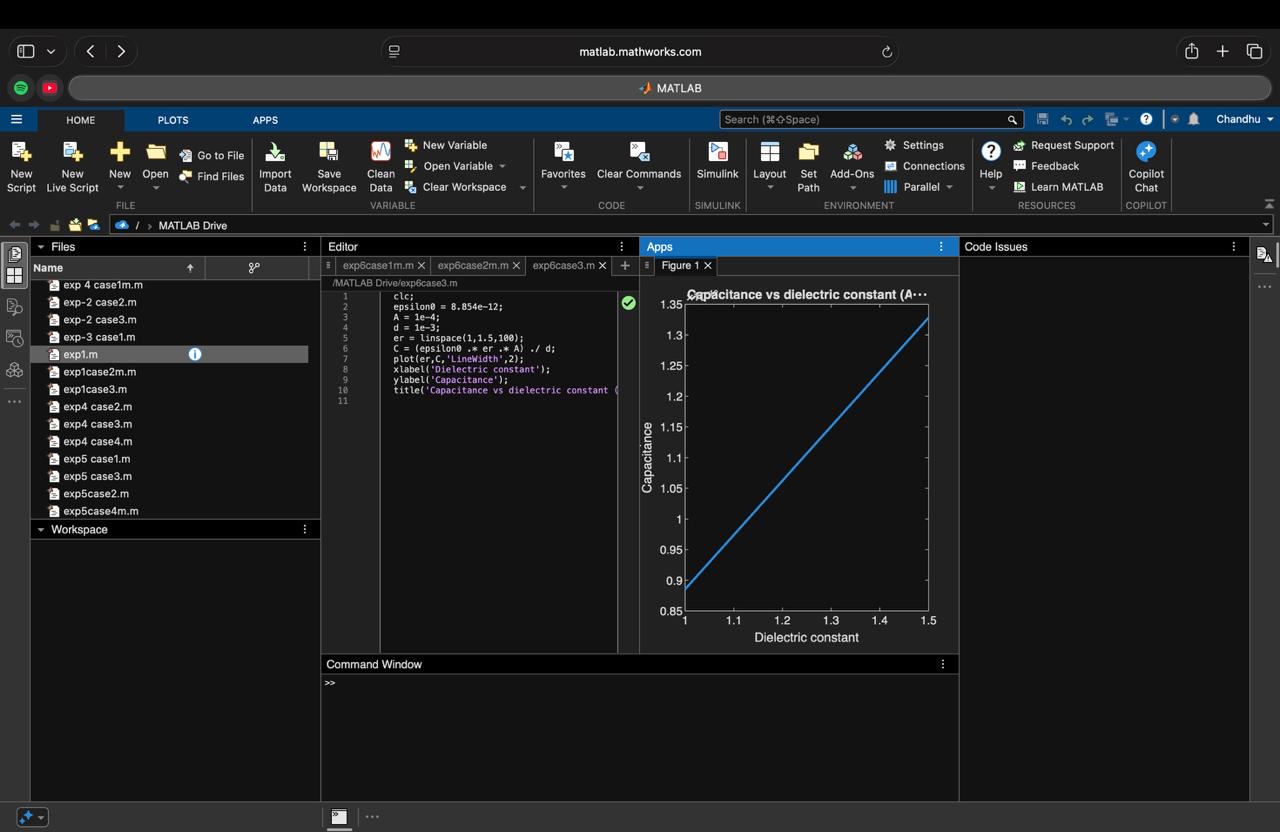 matlab.mathworks.com
MATLAB
HOME
PLOTS
APPS
Search (⌘⇧Space)
Chandhu
New Script
New Live Script
New
Open
Go to File
Find Files
FILE
Import Data
Save Workspace
Clean Data
New Variable
Open Variable
Clear Workspace
VARIABLE
Favorites
Clear Commands
CODE
Simulink
SIMULINK
Layout
Set Path
Add-Ons
Settings
Connections
Parallel
ENVIRONMENT
Help
Request Support
Feedback
Learn MATLAB
RESOURCES
Copilot Chat
COPILOT
/ › MATLAB Drive
Files
Name
exp 4 case1m.m
exp-2 case2.m
exp-2 case3.m
exp-3 case1.m
exp1.m
exp1case2m.m
exp1case3.m
exp4 case2.m
exp4 case3.m
exp4 case4.m
exp5 case1.m
exp5 case3.m
exp5case2.m
exp5case4m.m
Workspace
Editor
exp6case1m.m
exp6case2m.m
exp6case3.m
/MATLAB Drive/exp6case3.m
1 clc;
2 epsilon0 = 8.854e-12;
3 A = 1e-4;
4 d = 1e-3;
5 er = linspace(1,1.5,100);
6 C = (epsilon0 .* er .* A) ./ d;
7 plot(er,C,'LineWidth',2);
8 xlabel('Dielectric constant');
9 ylabel('Capacitance');
10 title('Capacitance vs dielectric constant (
11
Apps
Figure 1
Capacitance vs dielectric constant (A···
1.35
1.3
1.25
1.2
1.15
1.1
1.05
1
0.95
0.9
0.85
Capacitance
1 1.1 1.2 1.3 1.4 1.5
Dielectric constant
Code Issues
Command Window
>>